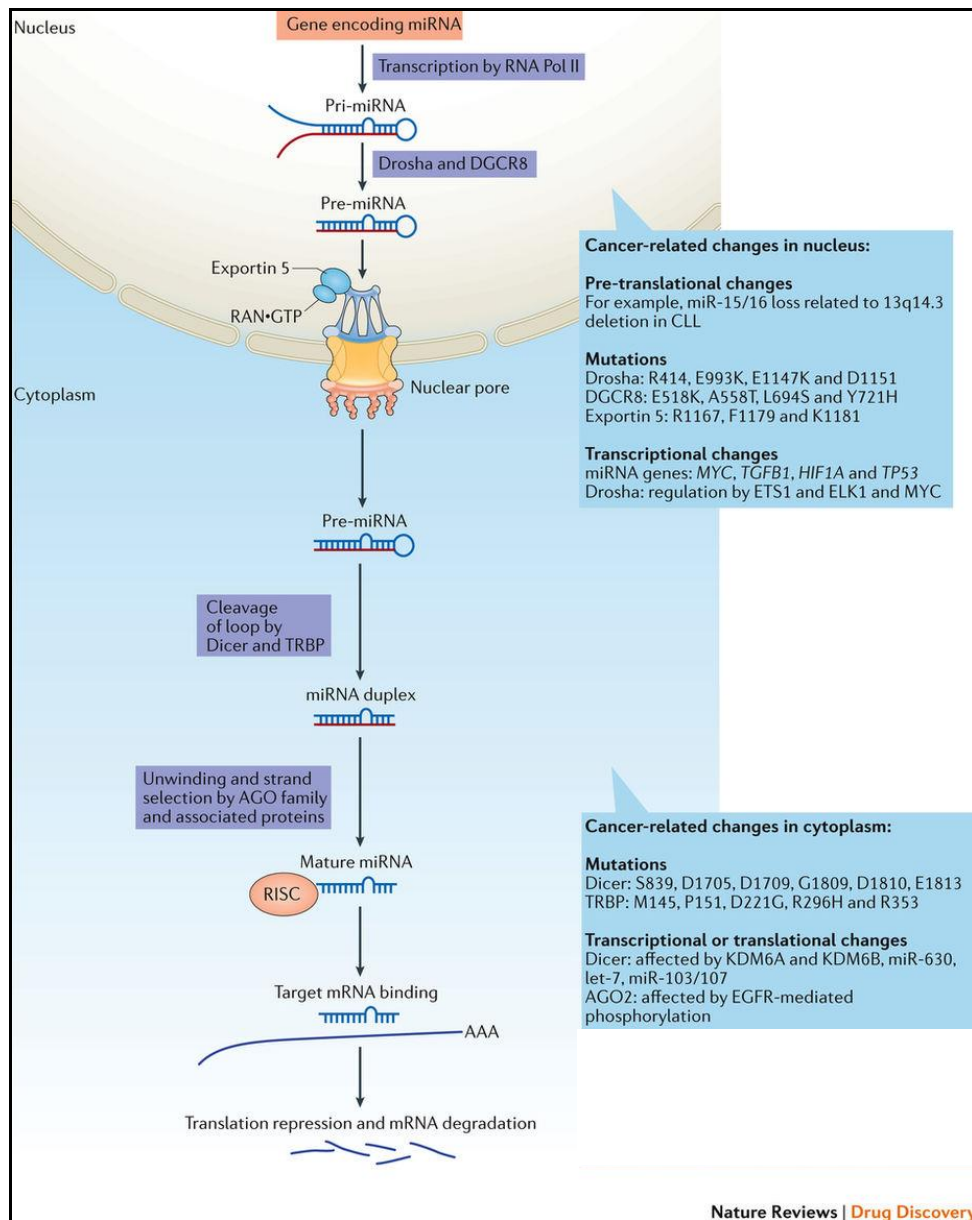 Nucleus
Gene encoding miRNA
Transcription by RNA Pol II
Pri-miRNA
Drosha and DGCR8
Pre-miRNA
Exportin 5
RAN•GTP
Nuclear pore
Cytoplasm
Pre-miRNA
Cleavage
of loop by
Dicer and TRBP
miRNA duplex
Unwinding and strand
selection by AGO family
and associated proteins
Mature miRNA
RISC
Target mRNA binding
AAA
Translation repression and mRNA degradation
Cancer-related changes in nucleus:
Pre-translational changes
For example, miR-15/16 loss related to 13q14.3
deletion in CLL
Mutations
Drosha: R414, E993K, E1147K and D1151
DGCR8: E518K, A558T, L694S and Y721H
Exportin 5: R1167, F1179 and K1181
Transcriptional changes
miRNA genes: MYC, TGFB1, HIF1A and TP53
Drosha: regulation by ETS1 and ELK1 and MYC
Cancer-related changes in cytoplasm:
Mutations
Dicer: S839, D1705, D1709, G1809, D1810, E1813
TRBP: M145, P151, D221G, R296H and R353
Transcriptional or translational changes
Dicer: affected by KDM6A and KDM6B, miR-630,
let-7, miR-103/107
AGO2: affected by EGFR-mediated
phosphorylation
Nature Reviews | Drug Discovery